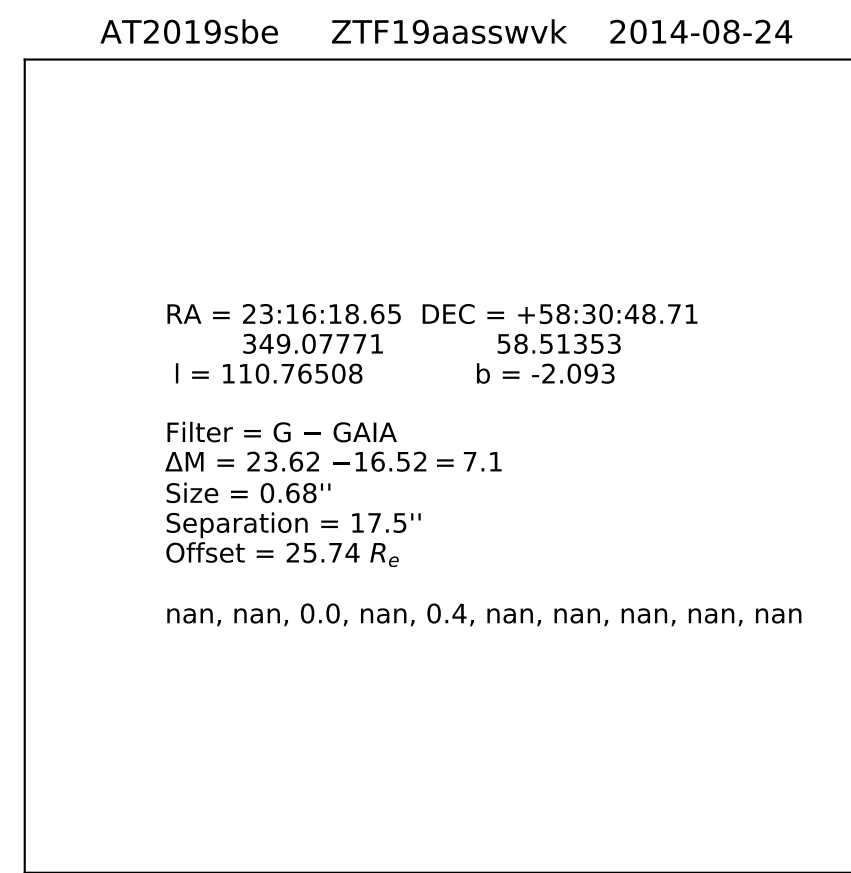 AT2019sbe ZTF19aasswvk 2014-08-24
RA = 23:16:18.65 DEC = +58:30:48.71
349.07771 58.51353
l = 110.76508 b = -2.093
Filter = G − GAIA
ΔM = 23.62 −16.52 = 7.1
Size = 0.68''
Separation = 17.5''
Offset = 25.74 Re
nan, nan, 0.0, nan, 0.4, nan, nan, nan, nan, nan